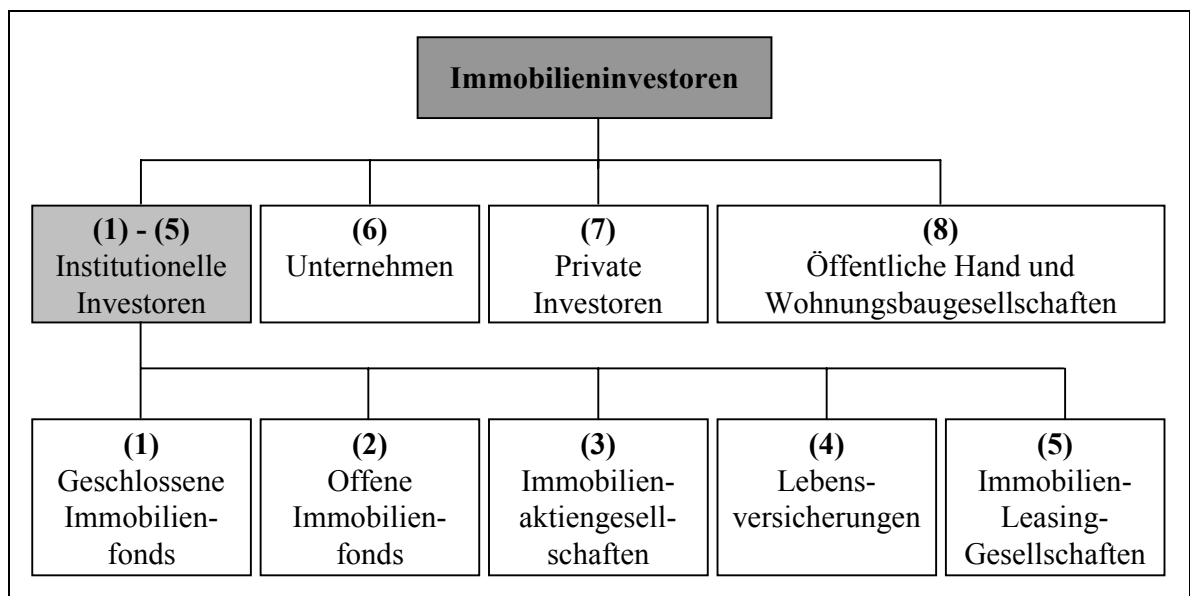 Immobilieninvestoren
(1) - (5)
Institutionelle
Investoren
(6)
Unternehmen
(7)
Private
Investoren
(8)
Öffentliche Hand und
Wohnungsbaugesellschaften
(1)
Geschlossene
Immobilien-
fonds
(2)
Offene
Immobilien-
fonds
(3)
Immobilien-
aktiengesell-
schaften
(4)
Lebens-
versicherungen
(5)
Immobilien-
Leasing-
Gesellschaften